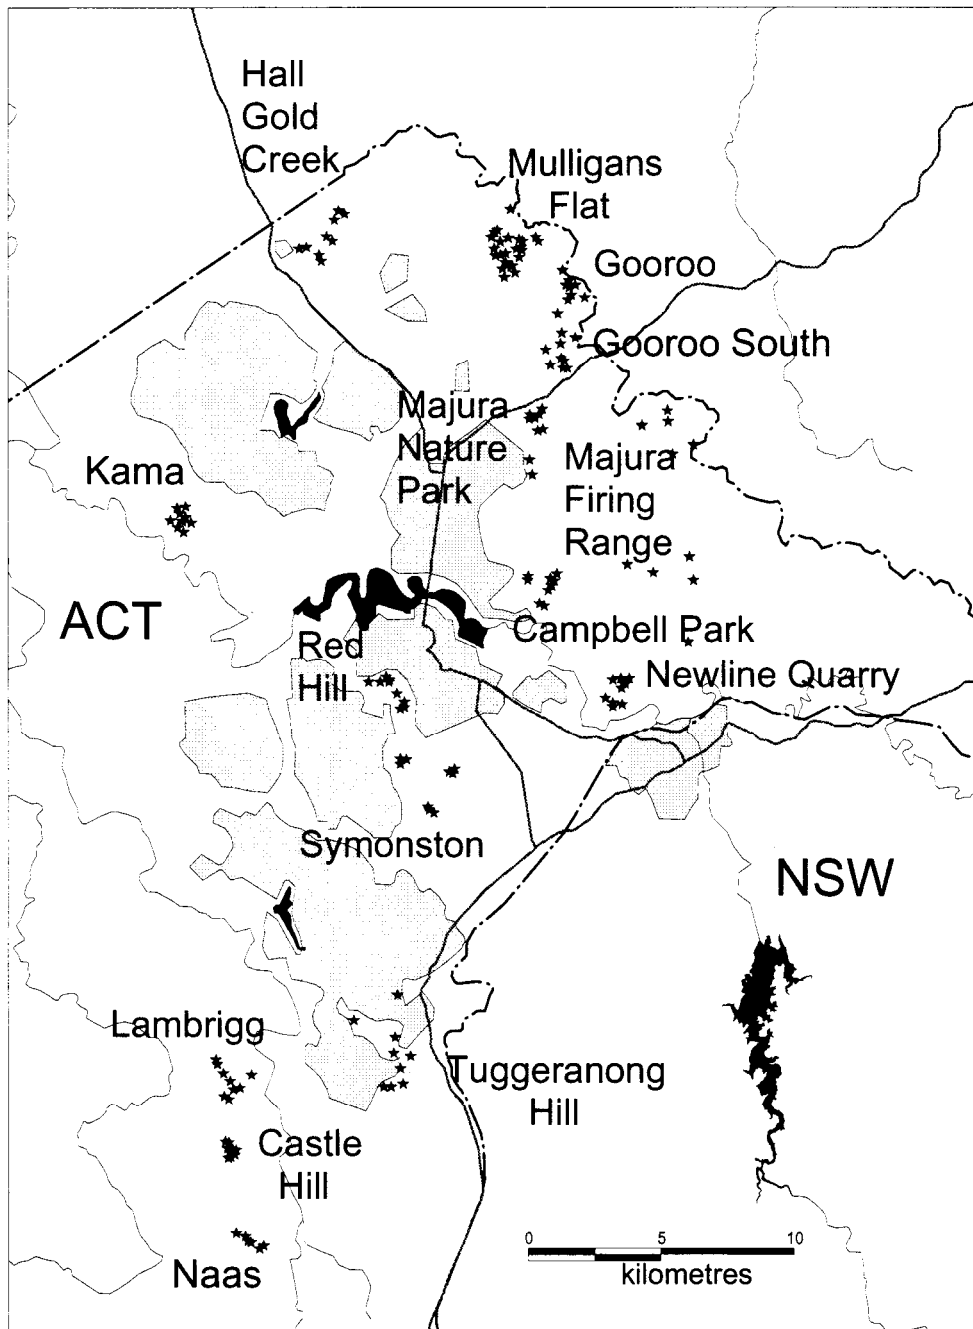 Hall
Gold
Creek
Mulligans
Flat
Gooroo
Gooroo South
Majura
Nature
Park
Majura
Firing
Range
Kama
ACT
Red
Hill
Campbell Park
Newline Quarry
Symonston
NSW
Lambrigg
Tuggeranong
Hill
Castle
Hill
Naas
0 5 10
kilometres